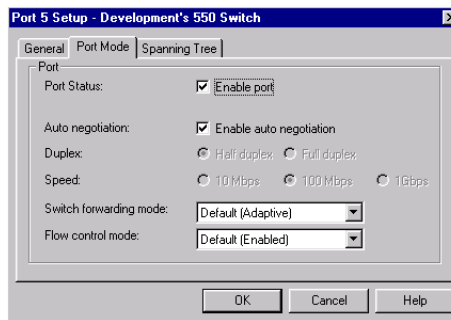 Port 5 Setup - Development's 550 Switch
General Port Mode Spanning Tree
Port
Port Status: Enable port
Auto negotiation: Enable auto negotiation
Duplex: Half duplex Full duplex
Speed: 10 Mbps 100 Mbps 1Gbps
Switch forwarding mode: Default (Adaptive)
Flow control mode: Default (Enabled)
OK Cancel Help